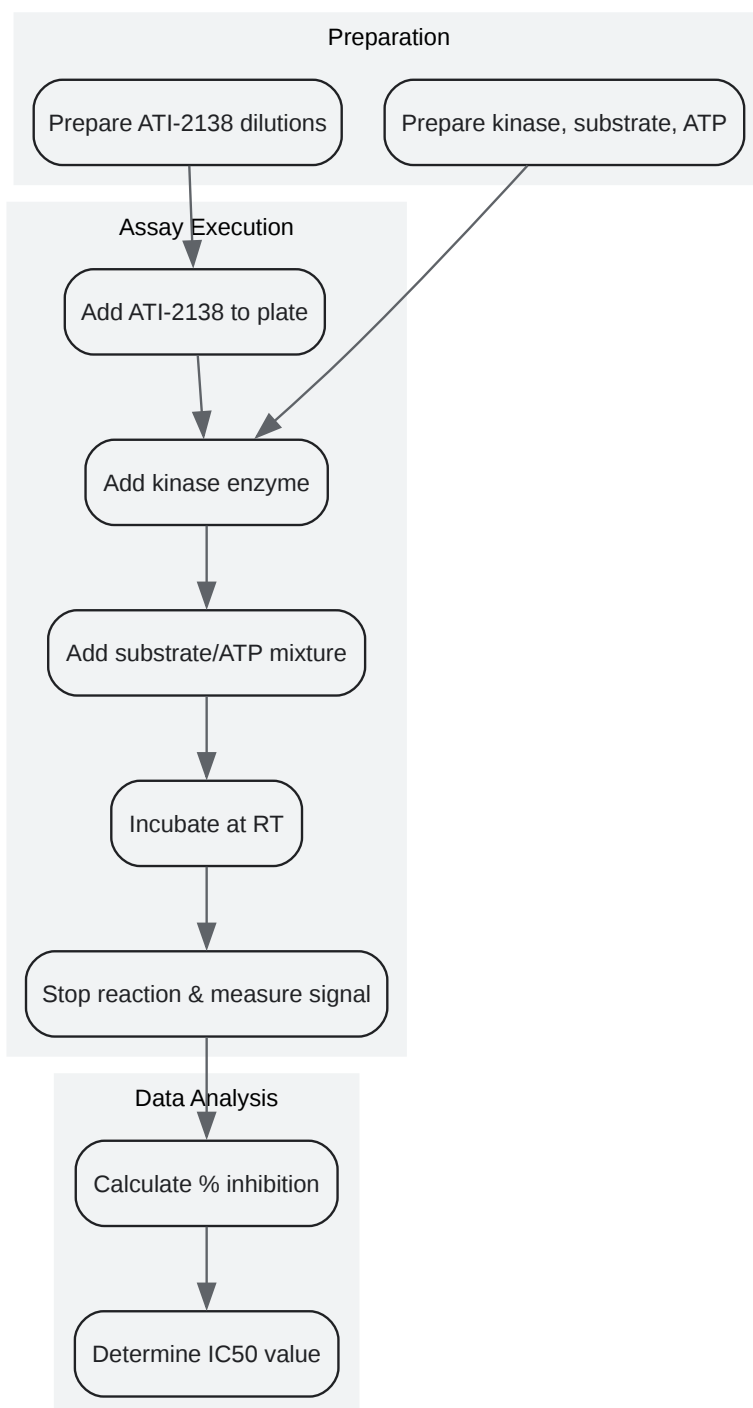 Preparation
Prepare ATI-2138 dilutions
Prepare kinase, substrate, ATP
Assay Execution
Add ATI-2138 to plate
Add kinase enzyme
Add substrate/ATP mixture
Incubate at RT
Stop reaction & measure signal
Data Analysis
Calculate % inhibition
Determine IC50 value